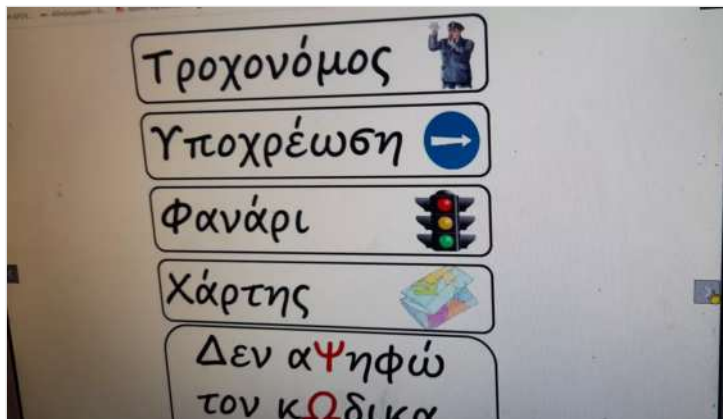 Τροχονόμος
Υποχρέωση
Φανάρι
Χάρτης
Δεν αΨηφώ
τον κΩδικα